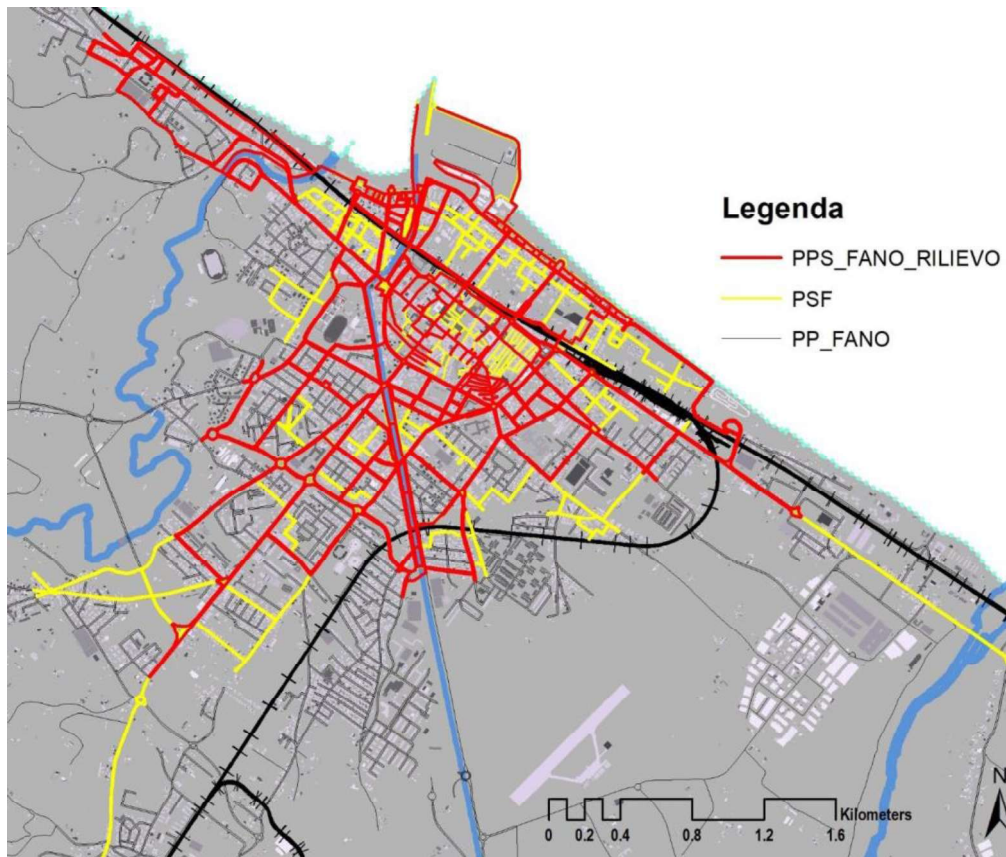 Legenda
PPS_FANO_RILIEVO
PSF
PP_FANO
N
Kilometers
0 0.2 0.4 0.8 1.2 1.6